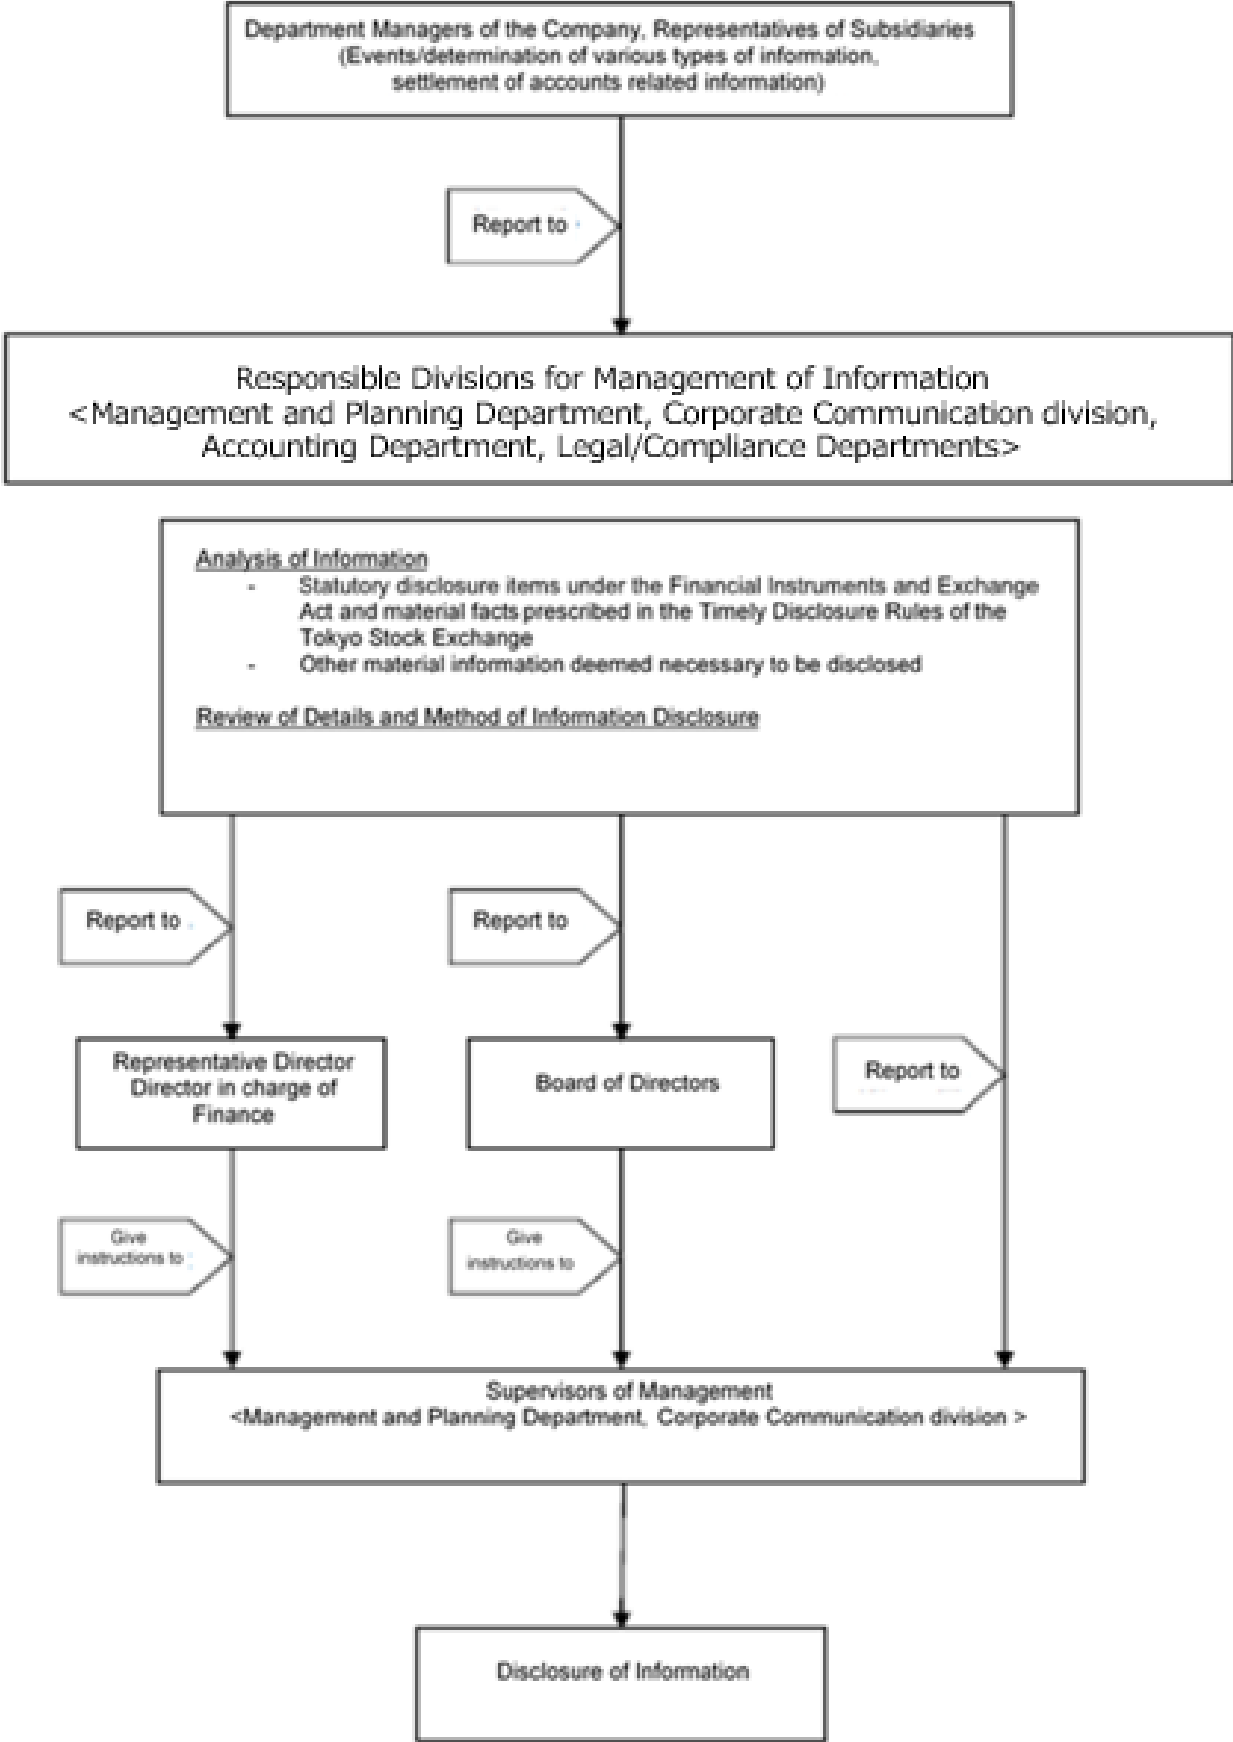 Department Managers of the Company, Representatives of Subsidiaries
(Events/determination of various types of information,
settlement of accounts related information)
Report to
Responsible Divisions for Management of Information
<Management and Planning Department, Corporate Communication division,
Accounting Department, Legal/Compliance Departments>
Analysis of Information
- Statutory disclosure items under the Financial Instruments and Exchange
Act and material facts prescribed in the Timely Disclosure Rules of the
Tokyo Stock Exchange
- Other material information deemed necessary to be disclosed
Review of Details and Method of Information Disclosure
Report to
Report to
Representative Director
Director in charge of
Finance
Board of Directors
Report to
Give
instructions to
Give
instructions to
Supervisors of Management
<Management and Planning Department, Corporate Communication division >
Disclosure of Information